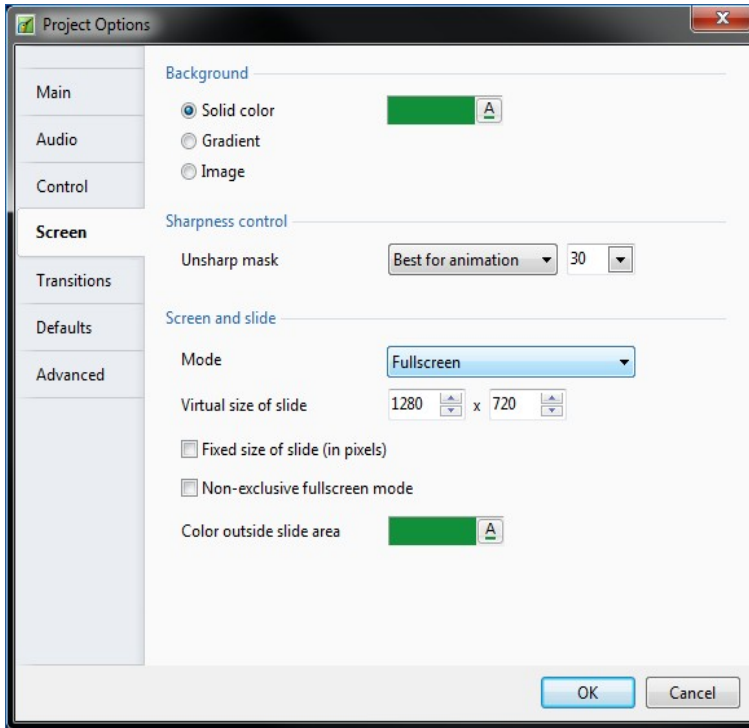 Project Options
Main
Audio
Control
Screen
Transitions
Defaults
Advanced
Background
Solid color
A
Gradient
Image
Sharpness control
Unsharp mask Best for animation 30
Screen and slide
Mode Fullscreen
Virtual size of slide 1280 x 720
Fixed size of slide (in pixels)
Non-exclusive fullscreen mode
Color outside slide area A
OK Cancel